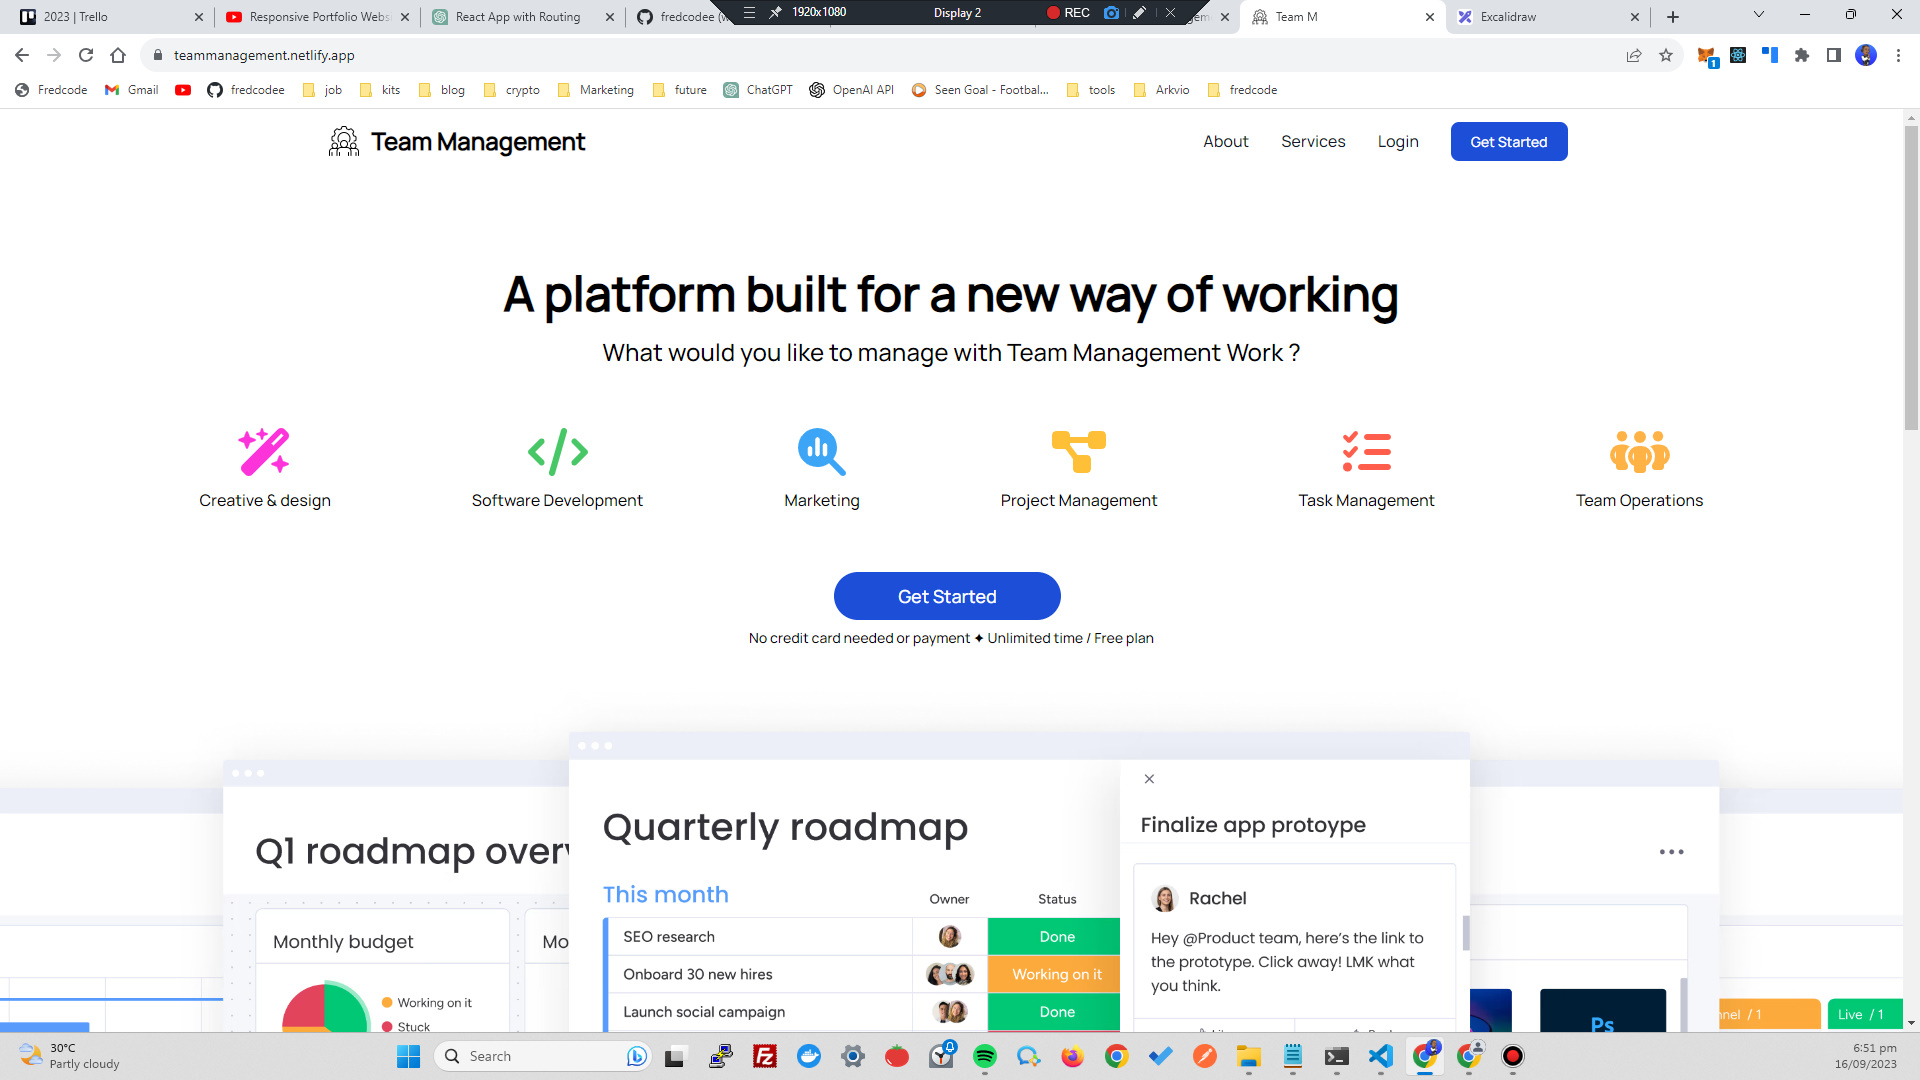 2023 | Trello
Responsive Portfolio Webs
React App with Routing
fredcodee (w
1920x1080
Display 2
REC
Team M
Excalidraw
teammanagement.netlify.app
1
Fredcode
Gmail
fredcodee
job
kits
blog
crypto
Marketing
future
ChatGPT
OpenAI API
Seen Goal - Footbal...
tools
Arkvio
fredcode
Team Management
About
Services
Login
Get Started
A platform built for a new way of working
What would you like to manage with Team Management Work ?
Creative & design
Software Development
Marketing
Project Management
Task Management
Team Operations
Get Started
No credit card needed or payment ✦ Unlimited time / Free plan
Q1 roadmap over
Monthly budget
Working on it
Stuck
Mo
Quarterly roadmap
This month
Owner
Status
SEO research
Done
Onboard 30 new hires
Working on it
Launch social campaign
Done
Finalize app protoype
Rachel
Hey @Product team, here's the link to
the prototype. Click away! LMK what
you think.
Ps
nel / 1
Live / 1
30°C
Partly cloudy
Search
6:51 pm
16/09/2023